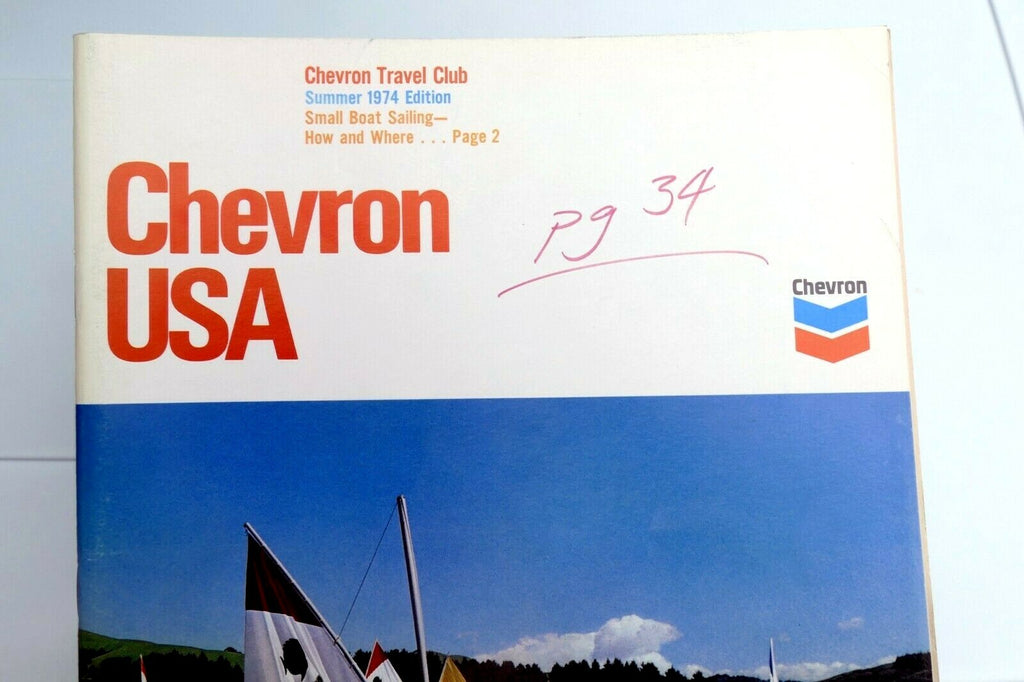 Chevron Travel Club
Summer 1974 Edition
Small Boat Sailing—
How and Where . . . Page 2
Chevron
USA
pg 34
Chevron